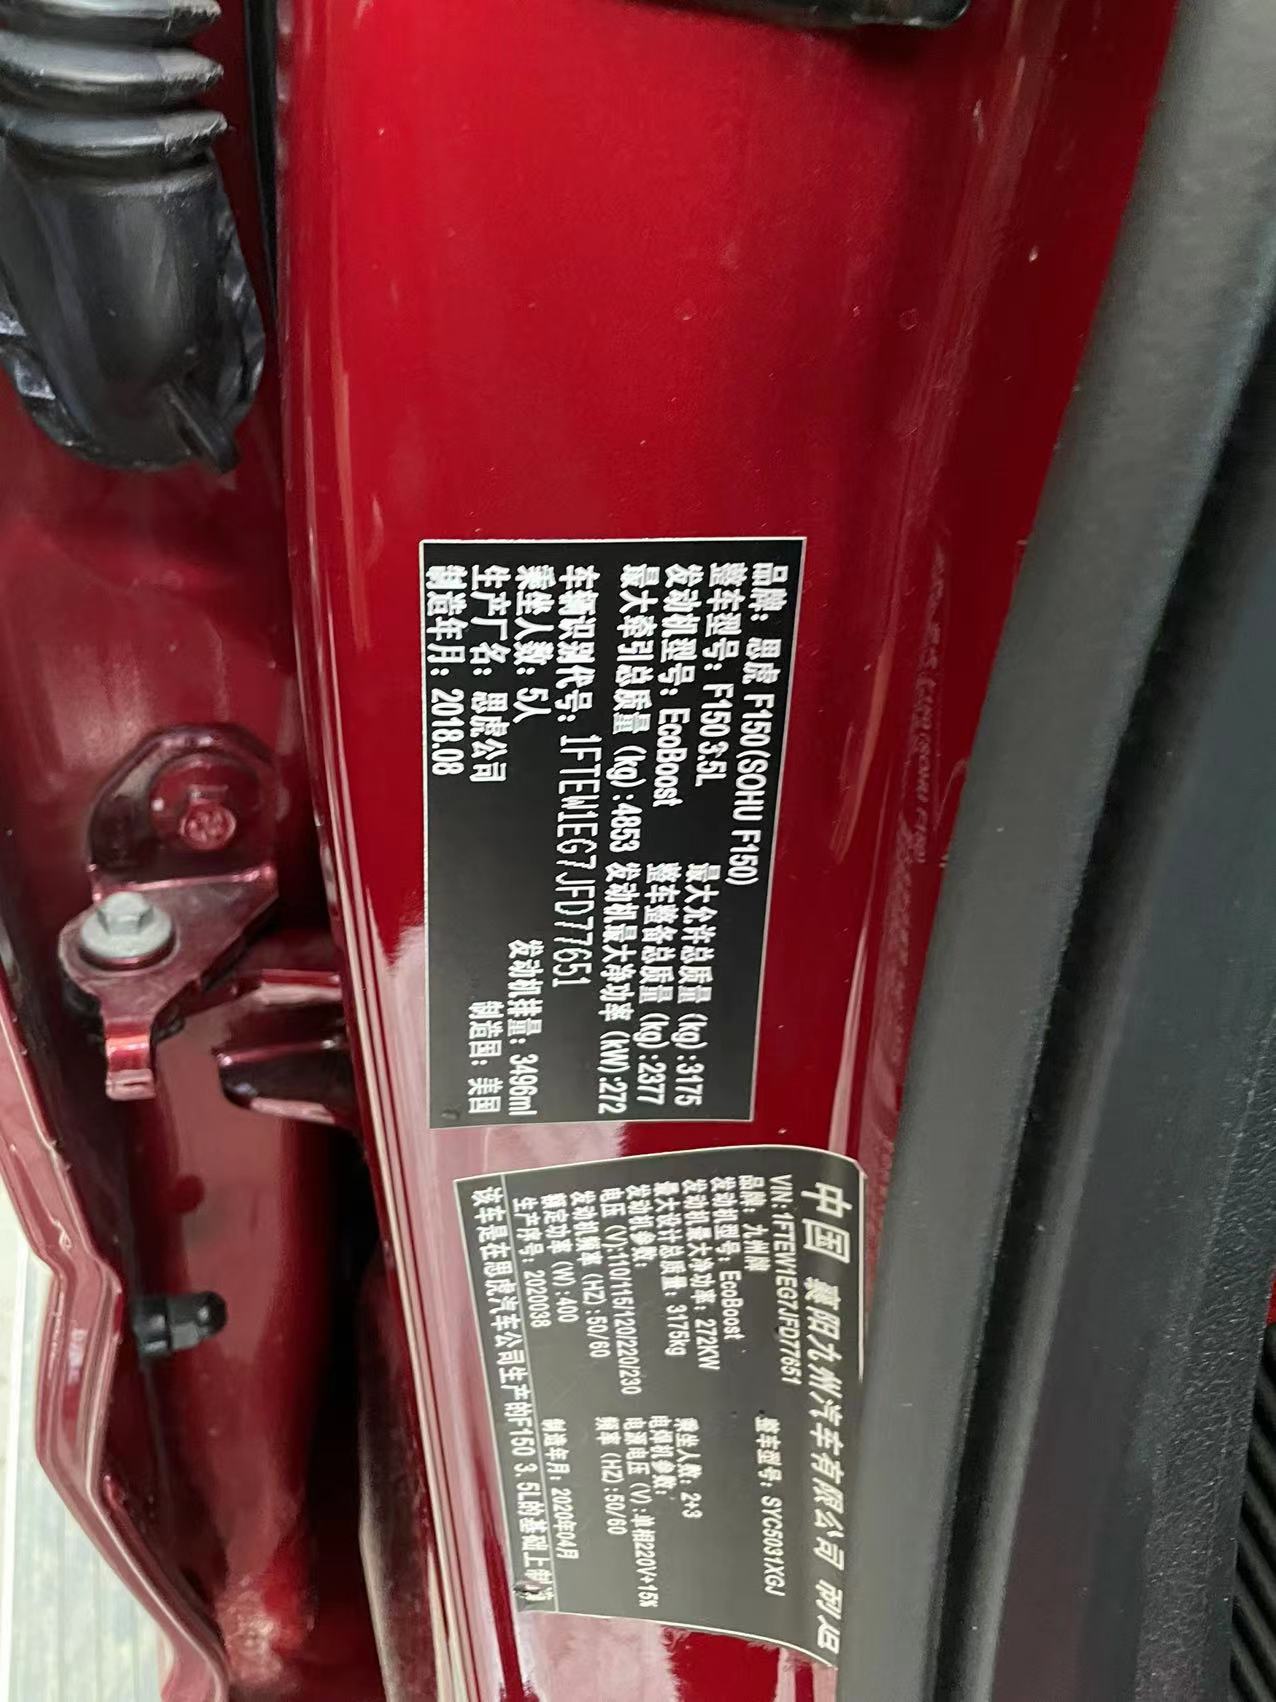 品牌：思虎 F150(SOHU F150)
整车型号：F150 3.5L 最大允许总质量 (kg):3175
发动机型号：EcoBoost 整车整备总质量 (kg):2377
最大牵引总质量 (kg):4853 发动机最大净功率 (kW):272
车辆识别代号：1FTEW1EG7JFD77651
乘坐人数：5人 发动机排量：3496ml
生产厂名：思虎公司 制造国：美国
制造年月：2018.08
中国 襄阳九州汽车有限公司 制造
VIN:1FTEW1EG7JFD77651 整车型号：SYC5031XGJ
品牌：九州牌
发动机型号：EcoBoost
发动机最大净功率：272KW 乘坐人数：2+3
最大设计总质量：3175kg 电焊机参数：
发动机参数： 电源电压 (V):单相220V+15%
电压 (V):110/115/120/220/230 频率 (HZ):50/60
发动机频率 (HZ):50/60
额定功率 (W):400 制造年月：2020年04月
生产序号：2020098
该车是在思虎汽车公司生产的F150 3.5L的基础上制造